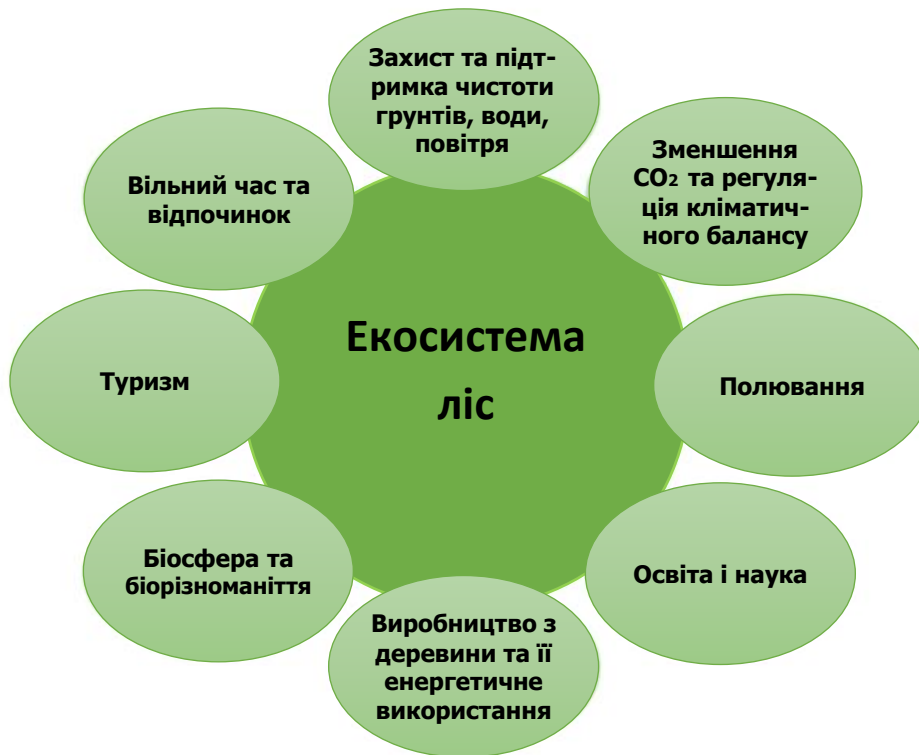 Захист та підт-
римка чистоти
грунтів, води,
повітря
Зменшення
CO₂ та регуля-
ція кліматич-
ного балансу
Полювання
Освіта і наука
Виробництво з
деревини та її
енергетичне
використання
Біосфера та
біорізноманіття
Туризм
Вільний час та
відпочинок
Екосистема
ліс